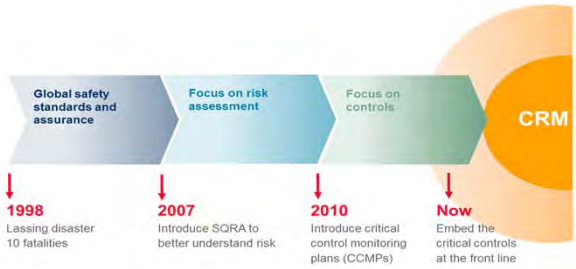 Global safety
standards and
assurance
Focus on risk
assessment
Focus on
controls
CRM
1998
Lassing disaster
10 fatalities
2007
Introduce SQRA to
better understand risk
2010
Introduce critical
control monitoring
plans (CCMPs)
Now
Embed the
critical controls
at the front line